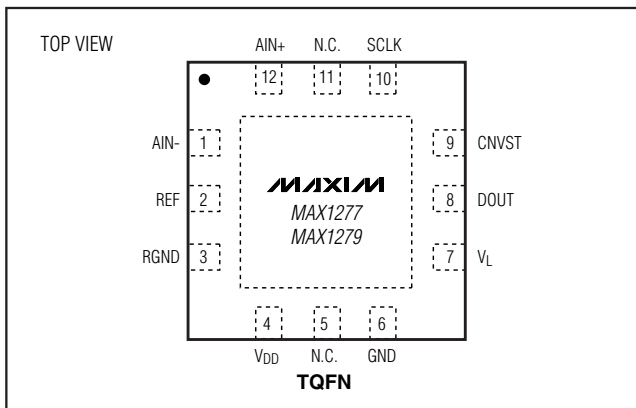 TOP VIEW
AIN+ N.C. SCLK
12 11 10
AIN- 1
REF 2
RGND 3
MAXIM
MAX1277
MAX1279
9 CNVST
8 DOUT
7 VL
4 5 6
VDD N.C. GND
TQFN